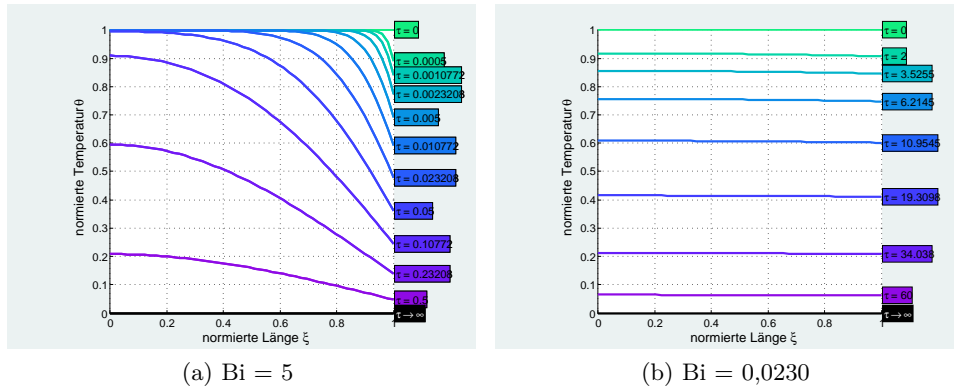 1
0.9
0.8
0.7
0.6
0.5
0.4
0.3
0.2
0.1
0
normierte Temperatur θ
0
0.2
0.4
0.6
0.8
1
normierte Länge ξ
τ = 0
τ = 0.0005
τ = 0.0010772
τ = 0.0023208
τ = 0.005
τ = 0.010772
τ = 0.023208
τ = 0.05
τ = 0.10772
τ = 0.23208
τ = 0.5
τ → ∞
(a) Bi = 5
1
0.9
0.8
0.7
0.6
0.5
0.4
0.3
0.2
0.1
0
normierte Temperatur θ
0
0.2
0.4
0.6
0.8
1
normierte Länge ξ
τ = 0
τ = 2
τ = 3.5255
τ = 6.2145
τ = 10.9545
τ = 19.3098
τ = 34.038
τ = 60
τ → ∞
(b) Bi = 0,0230